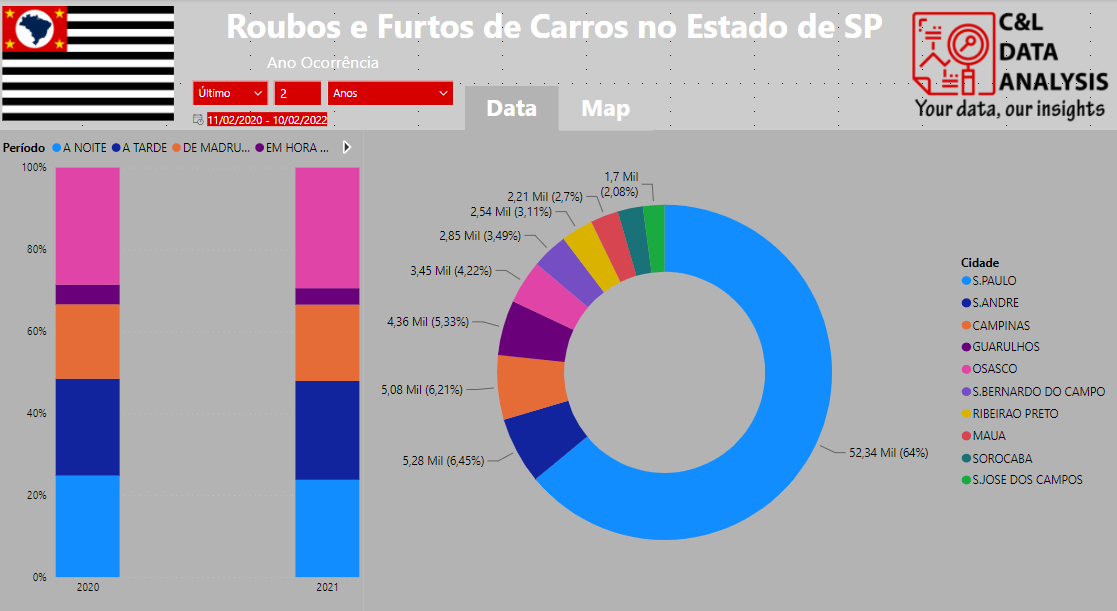 Roubos e Furtos de Carros no Estado de SP
Ano Ocorrência
Último
2
Anos
11/02/2020 - 10/02/2022
Data
Map
C&L
DATA
ANALYSIS
Your data, our insights
Período
A NOITE
A TARDE
DE MADRU...
EM HORA ...
100%
80%
60%
40%
20%
0%
2020
2021
1,7 Mil
(2,08%)
2,21 Mil (2,7%)
2,54 Mil (3,11%)
2,85 Mil (3,49%)
3,45 Mil (4,22%)
4,36 Mil (5,33%)
5,08 Mil (6,21%)
5,28 Mil (6,45%)
52,34 Mil (64%)
Cidade
S.PAULO
S.ANDRE
CAMPINAS
GUARULHOS
OSASCO
S.BERNARDO DO CAMPO
RIBEIRAO PRETO
MAUA
SOROCABA
S.JOSE DOS CAMPOS